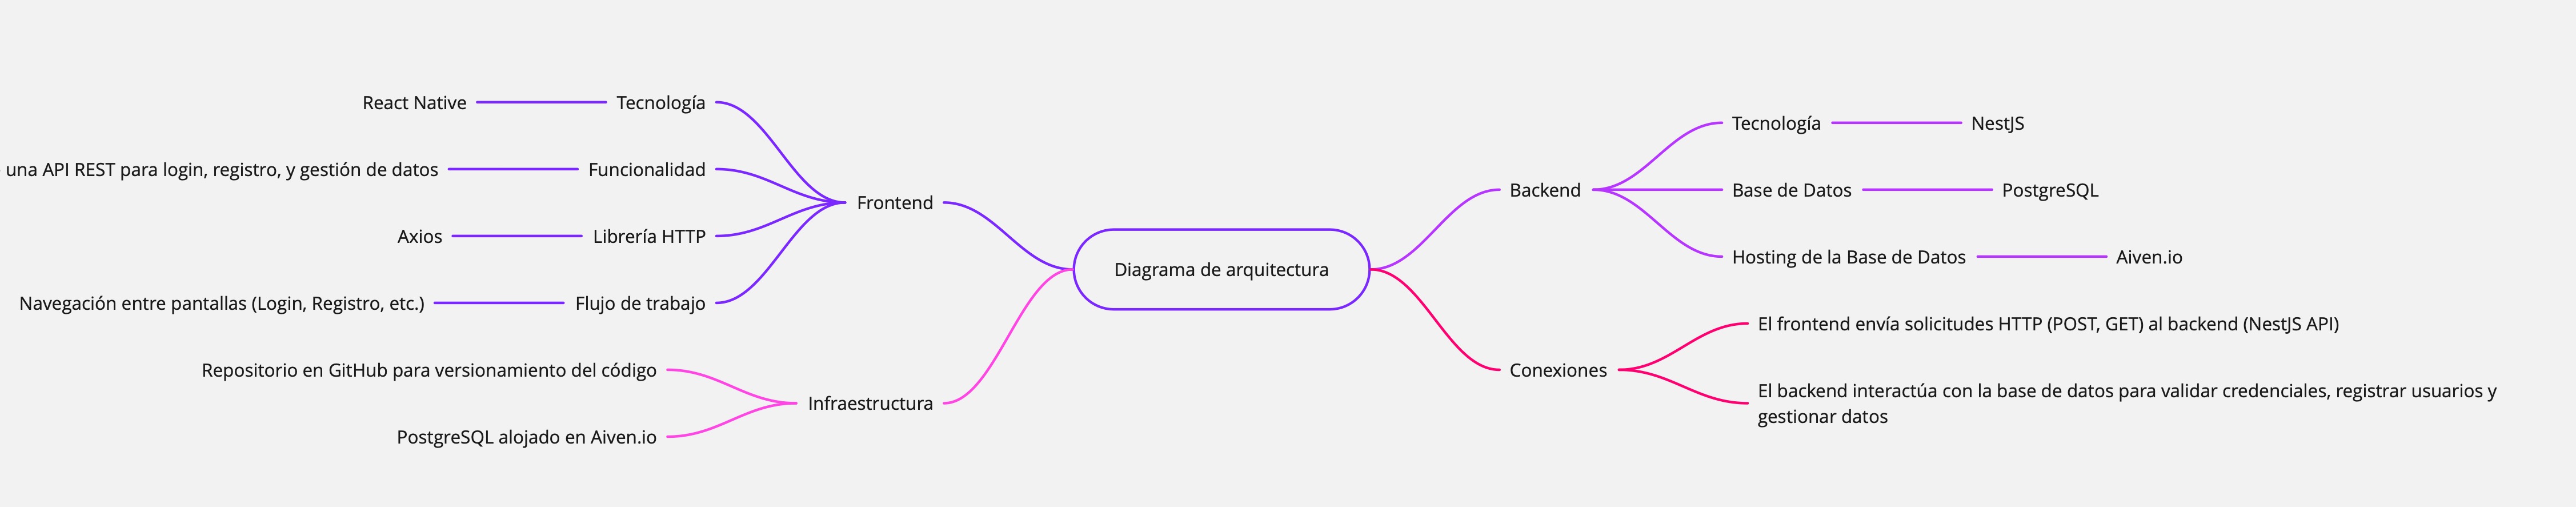 React Native
Tecnología
una API REST para login, registro, y gestión de datos
Funcionalidad
Frontend
Axios
Librería HTTP
Navegación entre pantallas (Login, Registro, etc.)
Flujo de trabajo
Repositorio en GitHub para versionamiento del código
Infraestructura
PostgreSQL alojado en Aiven.io
Diagrama de arquitectura
Backend
Tecnología
NestJS
Base de Datos
PostgreSQL
Hosting de la Base de Datos
Aiven.io
Conexiones
El frontend envía solicitudes HTTP (POST, GET) al backend (NestJS API)
El backend interactúa con la base de datos para validar credenciales, registrar usuarios y
gestionar datos